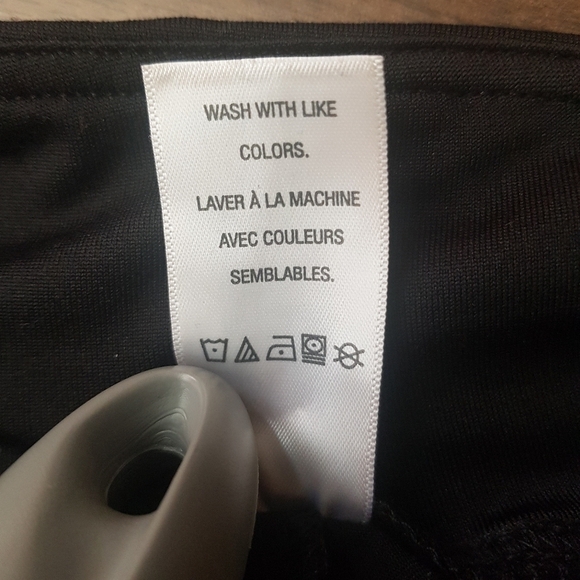 WASH WITH LIKE
COLORS.
LAVER À LA MACHINE
AVEC COULEURS
SEMBLABLES.